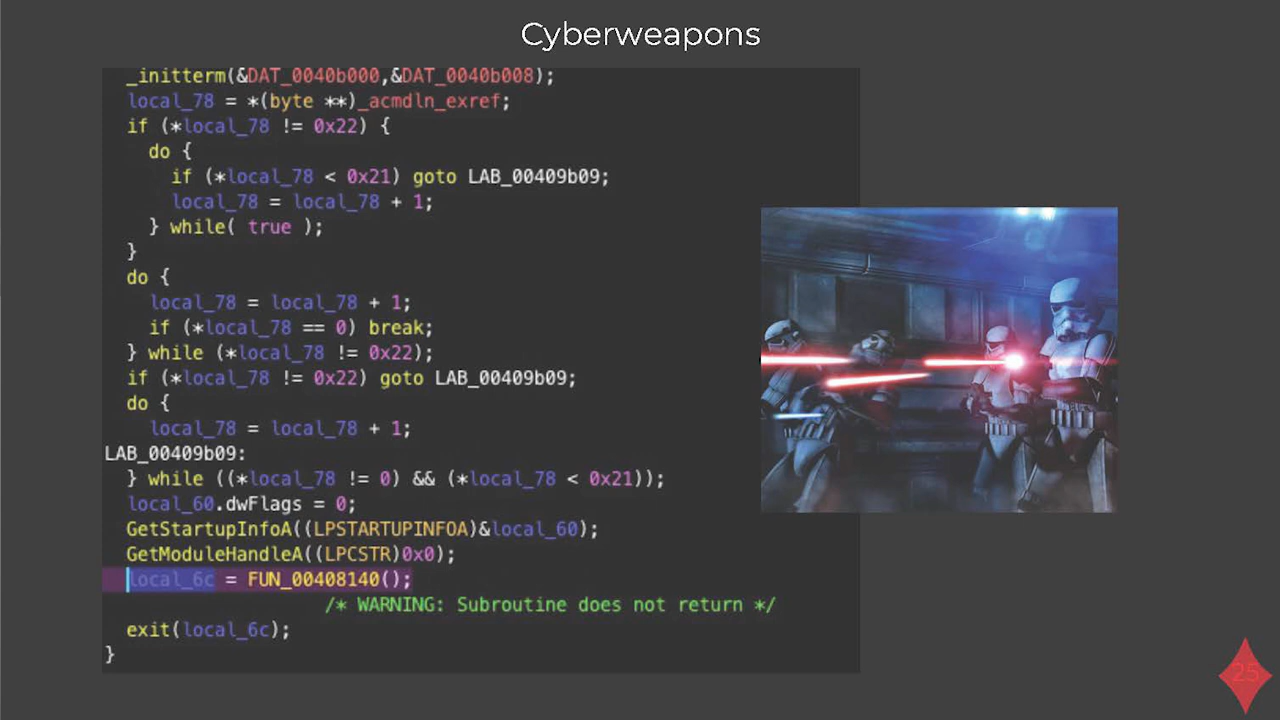 Cyberweapons
_initterm(&DAT_0040b000,&DAT_0040b008);
local_78 = *(byte **)_acmdln_exref;
if (*local_78 != 0x22) {
do {
if (*local_78 < 0x21) goto LAB_00409b09;
local_78 = local_78 + 1;
} while( true );
}
do {
local_78 = local_78 + 1;
if (*local_78 == 0) break;
} while (*local_78 != 0x22);
if (*local_78 != 0x22) goto LAB_00409b09;
do {
local_78 = local_78 + 1;
LAB_00409b09:
} while ((*local_78 != 0) && (*local_78 < 0x21));
local_60.dwFlags = 0;
GetStartupInfoA((LPSTARTUPINFOA)&local_60);
GetModuleHandleA((LPCSTR)0x0);
local_6c = FUN_00408140();
/* WARNING: Subroutine does not return */
exit(local_6c);
}
25